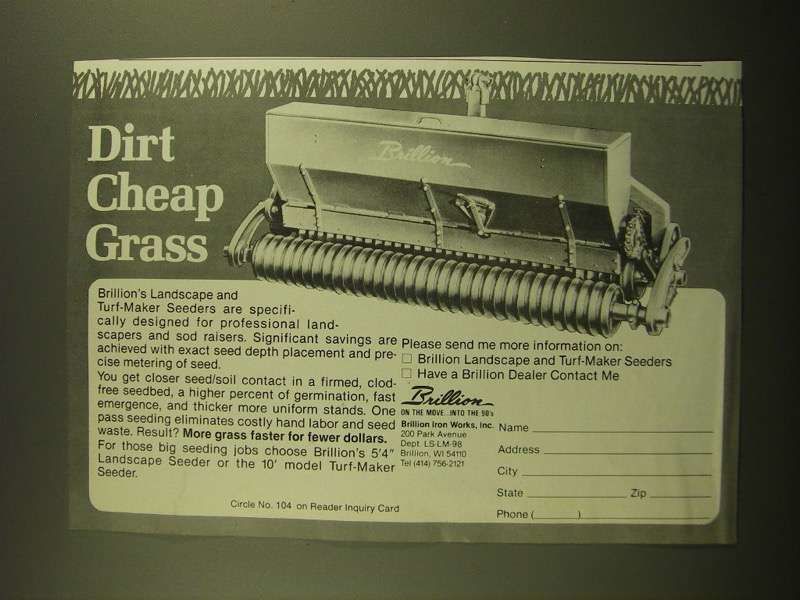 Dirt
Cheap
Grass
Brillion
Brillion's Landscape and
Turf-Maker Seeders are specifi-
cally designed for professional land-
scapers and sod raisers. Significant savings are
achieved with exact seed depth placement and pre-
cise metering of seed.
You get closer seed/soil contact in a firmed, clod-
free seedbed, a higher percent of germination, fast
emergence, and thicker more uniform stands. One
pass seeding eliminates costly hand labor and seed
waste. Result? More grass faster for fewer dollars.
For those big seeding jobs choose Brillion's 5'4"
Landscape Seeder or the 10' model Turf-Maker
Seeder.
Circle No. 104 on Reader Inquiry Card
Please send me more information on:
☐ Brillion Landscape and Turf-Maker Seeders
☐ Have a Brillion Dealer Contact Me
Brillion
ON THE MOVE...INTO THE 90's
Brillion Iron Works, Inc.
200 Park Avenue
Dept. LS-LM-98
Brillion, WI 54110
Tel (414) 756-2121
Name
Address
City
State Zip
Phone ( )